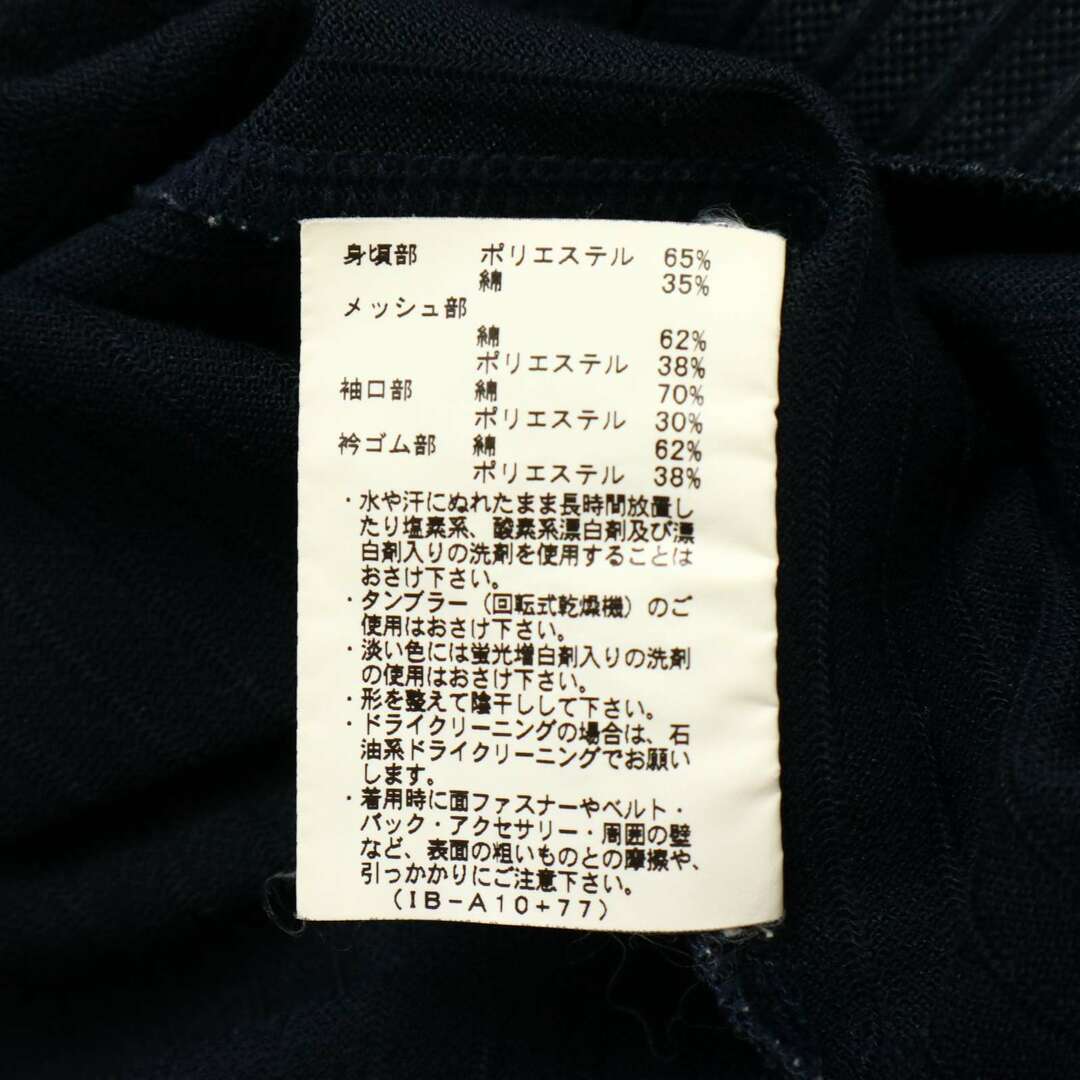 身頃部 ポリエステル 65%
綿 35%
メッシュ部
綿 62%
ポリエステル 38%
袖口部 綿 70%
ポリエステル 30%
衿ゴム部 綿 62%
ポリエステル 38%
・水や汗にぬれたまま長時間放置し
たり塩素系、酸素系漂白剤及び漂
白剤入りの洗剤を使用することは
おさけ下さい。
・タンブラー(回転式乾燥機)のご
使用はおさけ下さい。
・淡い色には蛍光増白剤入りの洗剤
の使用はおさけ下さい。
・形を整えて陰干しして下さい。
・ドライクリーニングの場合は、石
油系ドライクリーニングでお願い
します。
・着用時に面ファスナーやベルト・
バック・アクセサリー・周囲の壁
など、表面の粗いものとの摩擦や、
引っかかりにご注意下さい。
(IB-A10+77)